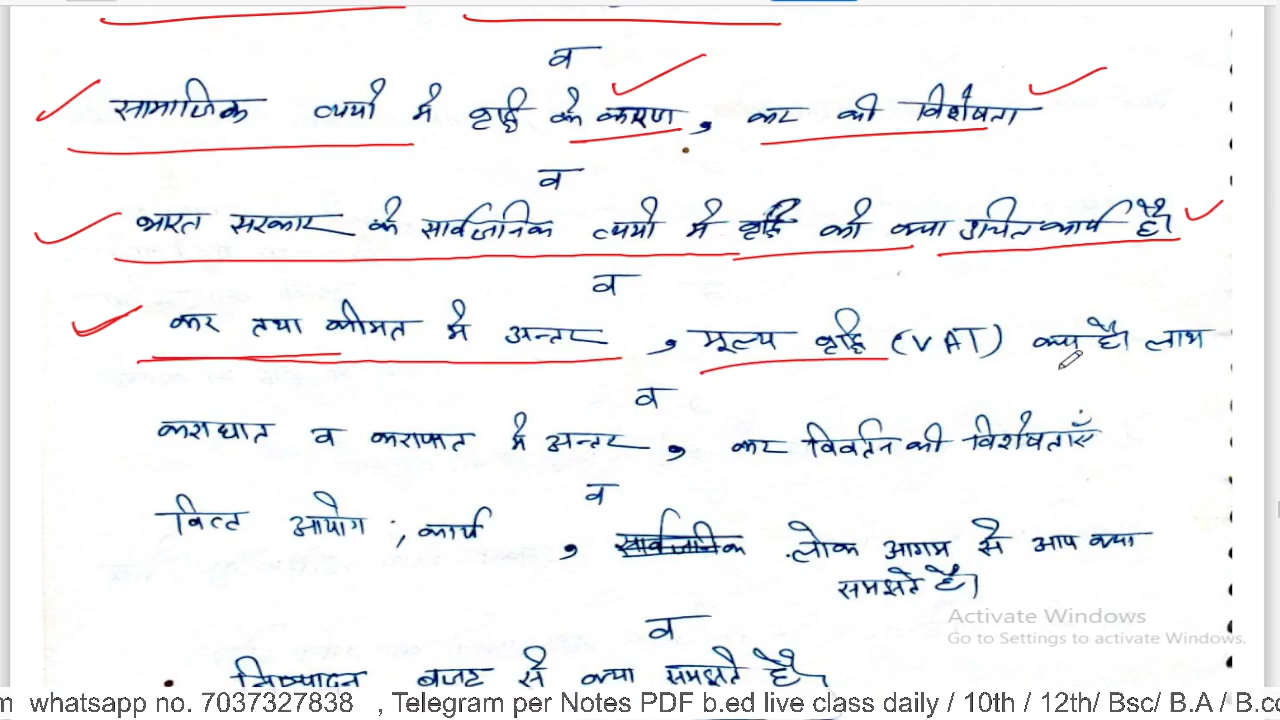 व
सामाजिक व्ययो मे वृद्धि के कारण , कर की विशेषता
व
भारत सरकार के सार्वजनिक व्ययो मे वृद्धि की क्या उचित कार्य है।
व
कर तथा कीमत मे अन्तर , मूल्य वृद्धि (VAT) क्या है। लाभ
व
कराघात व करापात मे अन्तर , कर विवर्तन की विशेषताएँ
व
वित्त आयोग ; कार्य , सार्वजनिक लोक आगम से आप क्या
समझते है।
व
निष्पादन बजट से क्या समझते है।
Activate Windows
Go to Settings to activate Windows.
m whatsapp no. 7037327838 , Telegram per Notes PDF b.ed live class daily / 10th / 12th/ Bsc/ B.A / B.co